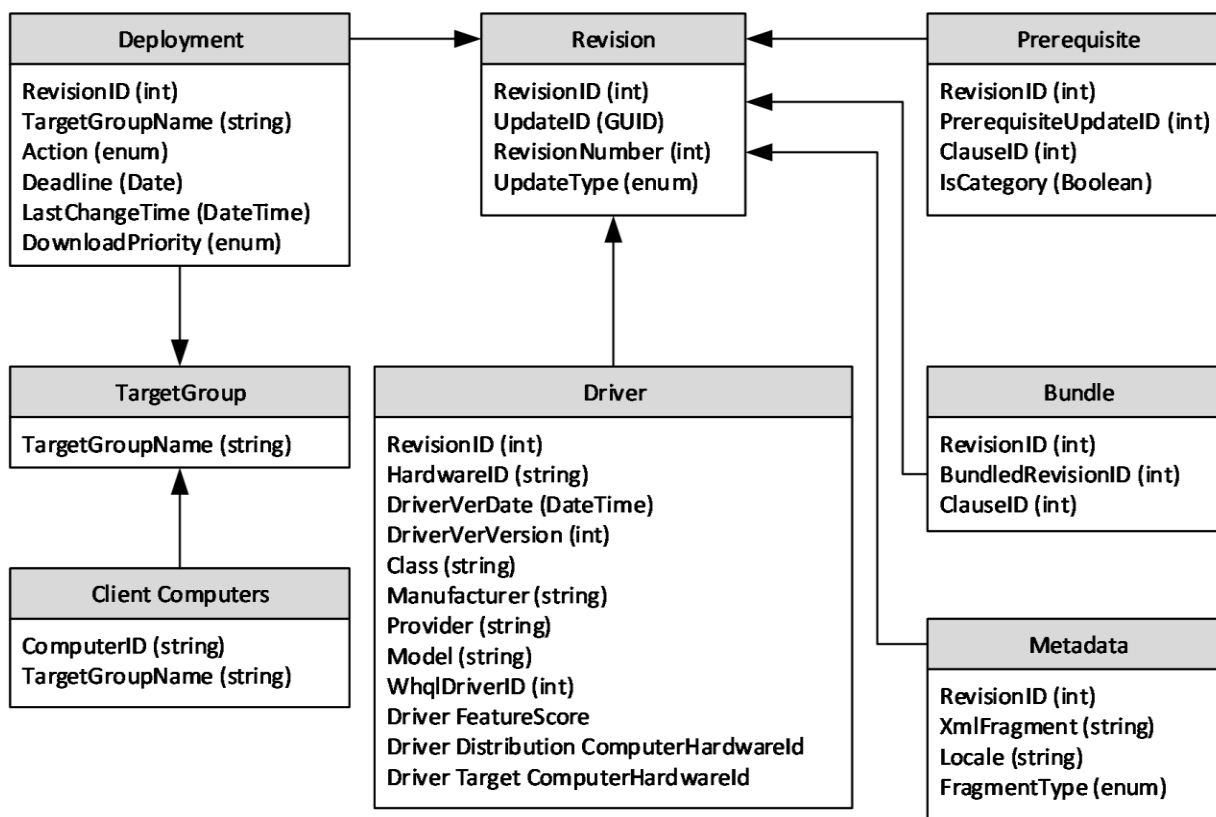 Deployment
RevisionID (int)
TargetGroupName (string)
Action (enum)
Deadline (Date)
LastChangeTime (DateTime)
DownloadPriority (enum)
Revision
RevisionID (int)
UpdateID (GUID)
RevisionNumber (int)
UpdateType (enum)
Prerequisite
RevisionID (int)
PrerequisiteUpdateID (int)
ClauseID (int)
IsCategory (Boolean)
TargetGroup
TargetGroupName (string)
Driver
RevisionID (int)
HardwareID (string)
DriverVerDate (DateTime)
DriverVerVersion (int)
Class (string)
Manufacturer (string)
Provider (string)
Model (string)
WhqlDriverID (int)
Driver FeatureScore
Driver Distribution ComputerHardwareId
Driver Target ComputerHardwareId
Bundle
RevisionID (int)
BundledRevisionID (int)
ClauseID (int)
Client Computers
ComputerID (string)
TargetGroupName (string)
Metadata
RevisionID (int)
XmlFragment (string)
Locale (string)
FragmentType (enum)